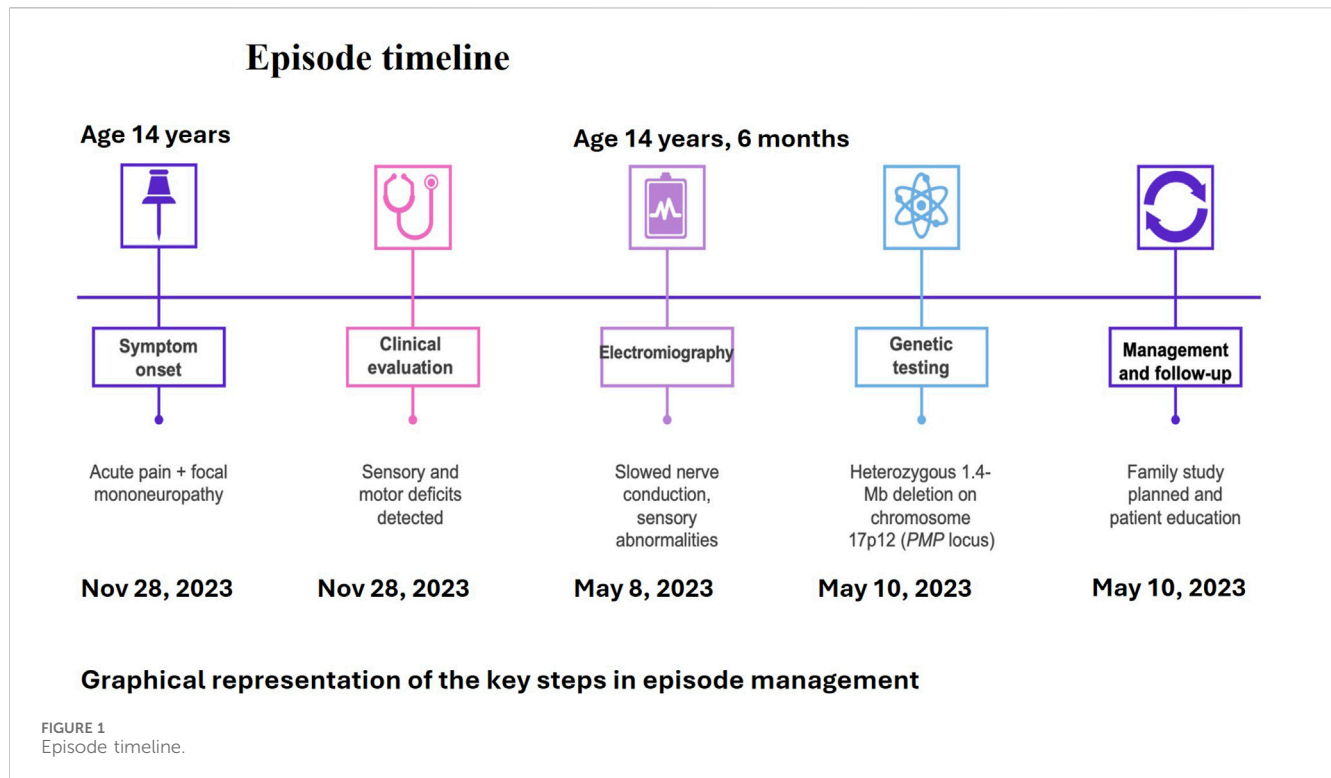 Episode timeline
Age 14 years
Age 14 years, 6 months
Symptom
onset
Clinical
evaluation
Electromiography
Genetic
testing
Management
and follow-up
Acute pain + focal
mononeuropathy
Sensory and
motor deficits
detected
Slowed nerve
conduction,
sensory
abnormalities
Heterozygous 1.4-
Mb deletion on
chromosome
17p12 (PMP locus)
Family study
planned and
patient education
Nov 28, 2023
Nov 28, 2023
May 8, 2023
May 10, 2023
May 10, 2023
Graphical representation of the key steps in episode management
FIGURE 1
Episode timeline.